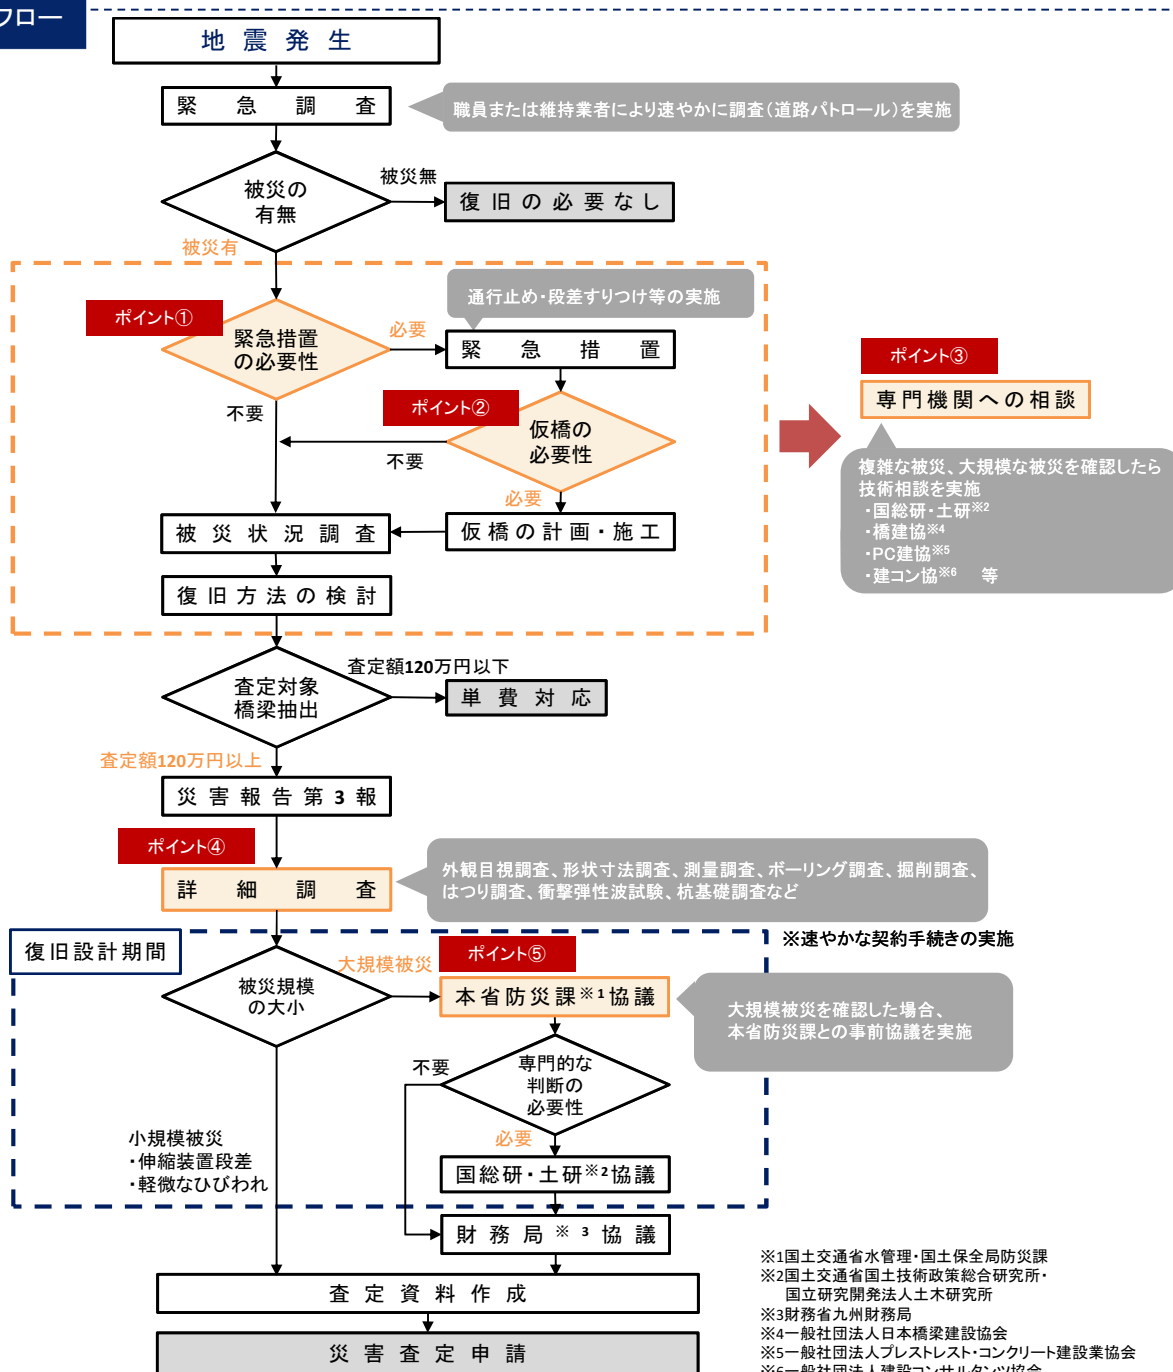 フロー
地震発生
緊急調査
職員または維持業者により速やかに調査(道路パトロール)を実施
被災の
有無
被災無
復旧の必要なし
被災有
通行止め・段差すりつけ等の実施
ポイント①
緊急措置
の必要性
必要
緊急措置
不要
ポイント②
仮橋の
必要性
不要
必要
ポイント③
専門機関への相談
複雑な被災、大規模な被災を確認したら
技術相談を実施
・国総研・土研※2
・橋建協※4
・PC建協※5
・建コン協※6 等
被災状況調査
仮橋の計画・施工
復旧方法の検討
査定対象
橋梁抽出
査定額120万円以下
単費対応
査定額120万円以上
災害報告第3報
ポイント④
詳細調査
外観目視調査、形状寸法調査、測量調査、ボーリング調査、掘削調査、
はつり調査、衝撃弾性波試験、杭基礎調査など
復旧設計期間
※速やかな契約手続きの実施
被災規模
の大小
大規模被災
ポイント⑤
本省防災課※1協議
大規模被災を確認した場合、
本省防災課との事前協議を実施
不要
専門的な
判断の
必要性
必要
小規模被災
・伸縮装置段差
・軽微なひびわれ
国総研・土研※2協議
財務局※3協議
査定資料作成
災害査定申請
※1国土交通省水管理・国土保全局防災課
※2国土交通省国土技術政策総合研究所・
国立研究開発法人土木研究所
※3財務省九州財務局
※4一般社団法人日本橋梁建設協会
※5一般社団法人プレストレスト・コンクリート建設業協会
※6一般社団法人建設コンサルタンツ協会